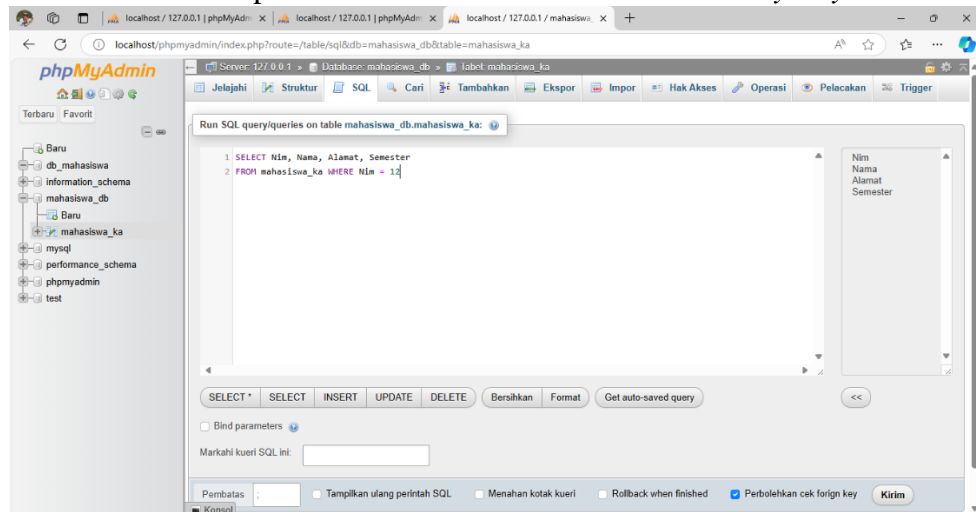 localhost / 127.0.0.1 | phpMyAdm
localhost / 127.0.0.1 | phpMyAdm
localhost / 127.0.0.1 / mahasiswa_
localhost/phpmyadmin/index.php?route=/table/sql&db=mahasiswa_db&table=mahasiswa_ka
phpMyAdmin
Terbaru Favorit
Baru
db_mahasiswa
information_schema
mahasiswa_db
Baru
mahasiswa_ka
mysql
performance_schema
phpmyadmin
test
Server: 127.0.0.1 » Database: mahasiswa_db » Tabel: mahasiswa_ka
Jelajahi Struktur SQL Cari Tambahkan Ekspor Impor Hak Akses Operasi Pelacakan Trigger
Run SQL query/queries on table mahasiswa_db.mahasiswa_ka:
1 SELECT Nim, Nama, Alamat, Semester
2 FROM mahasiswa_ka WHERE Nim = 12
Nim
Nama
Alamat
Semester
SELECT * SELECT INSERT UPDATE DELETE Bersihkan Format Get auto-saved query <<
Bind parameters
Markahi kueri SQL ini:
Pembatas ; Tampilkan ulang perintah SQL Menahan kotak kueri Rollback when finished Perbolehkan cek forign key Kirim
Konsol